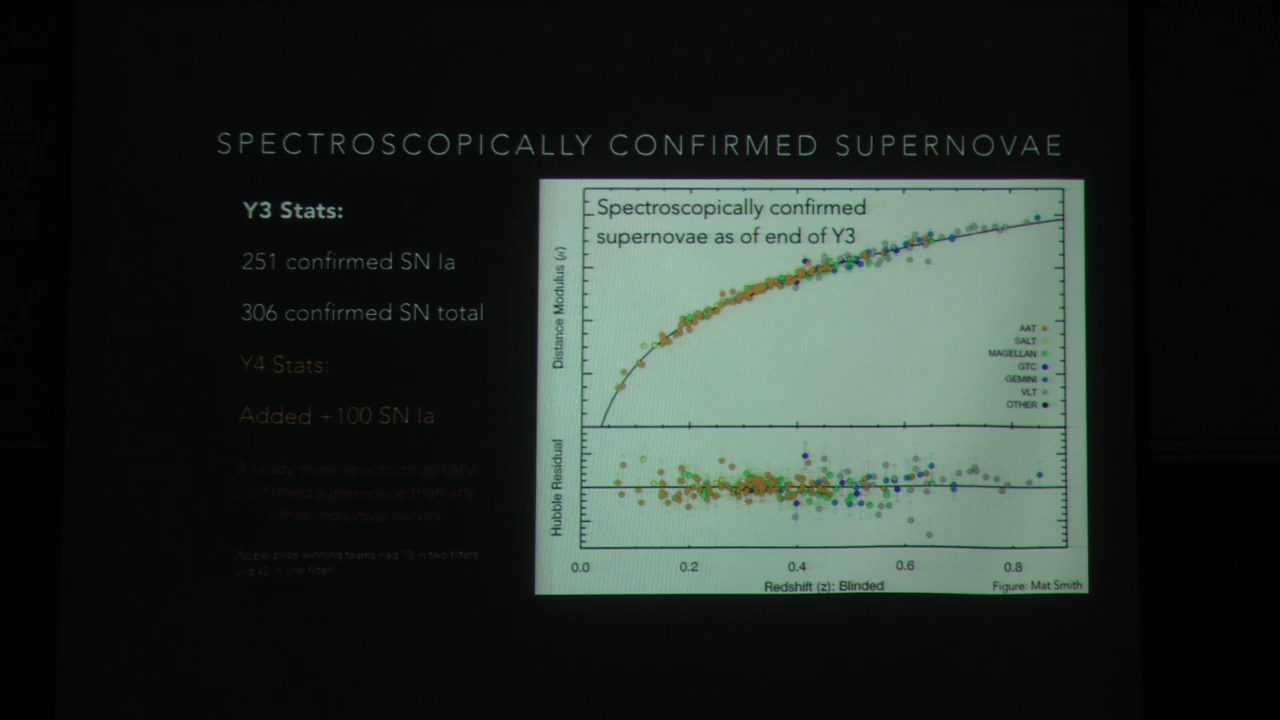 SPECTROSCOPICALLY CONFIRMED SUPERNOVAE
Y3 Stats:
251 confirmed SN Ia
306 confirmed SN total
Y4 Stats:
Added +100 SN Ia
Already more spectroscopically
confirmed supernovae than any
other individual survey
(Nobel prize winning teams had 10 in two filters
and 42 in one filter)
Spectroscopically confirmed
supernovae as of end of Y3
Distance Modulus (μ)
AAT
SALT
MAGELLAN
GTC
GEMINI
VLT
OTHER
Hubble Residual
0.0 0.2 0.4 0.6 0.8
Redshift (z): Blinded
Figure: Mat Smith